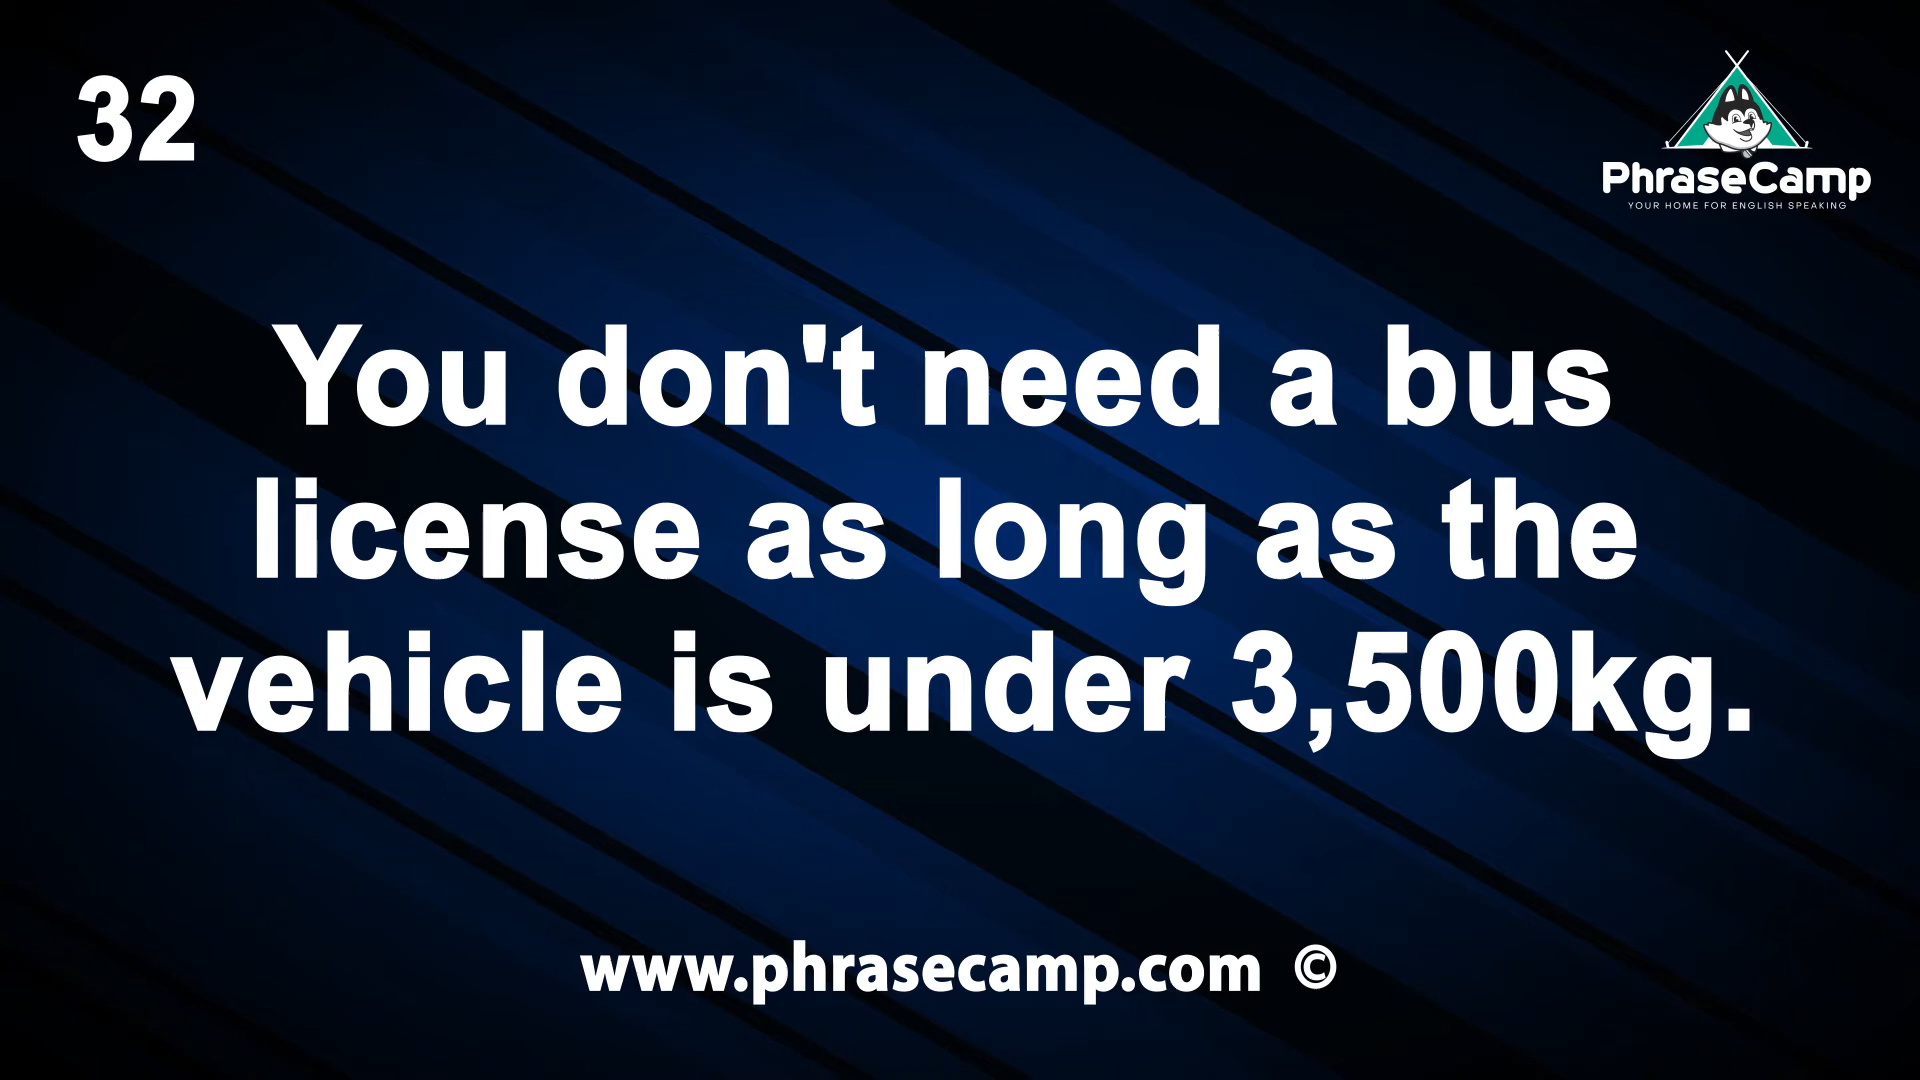 32
PhraseCamp
YOUR HOME FOR ENGLISH SPEAKING
You don't need a bus
license as long as the
vehicle is under 3,500kg.
www.phrasecamp.com ©